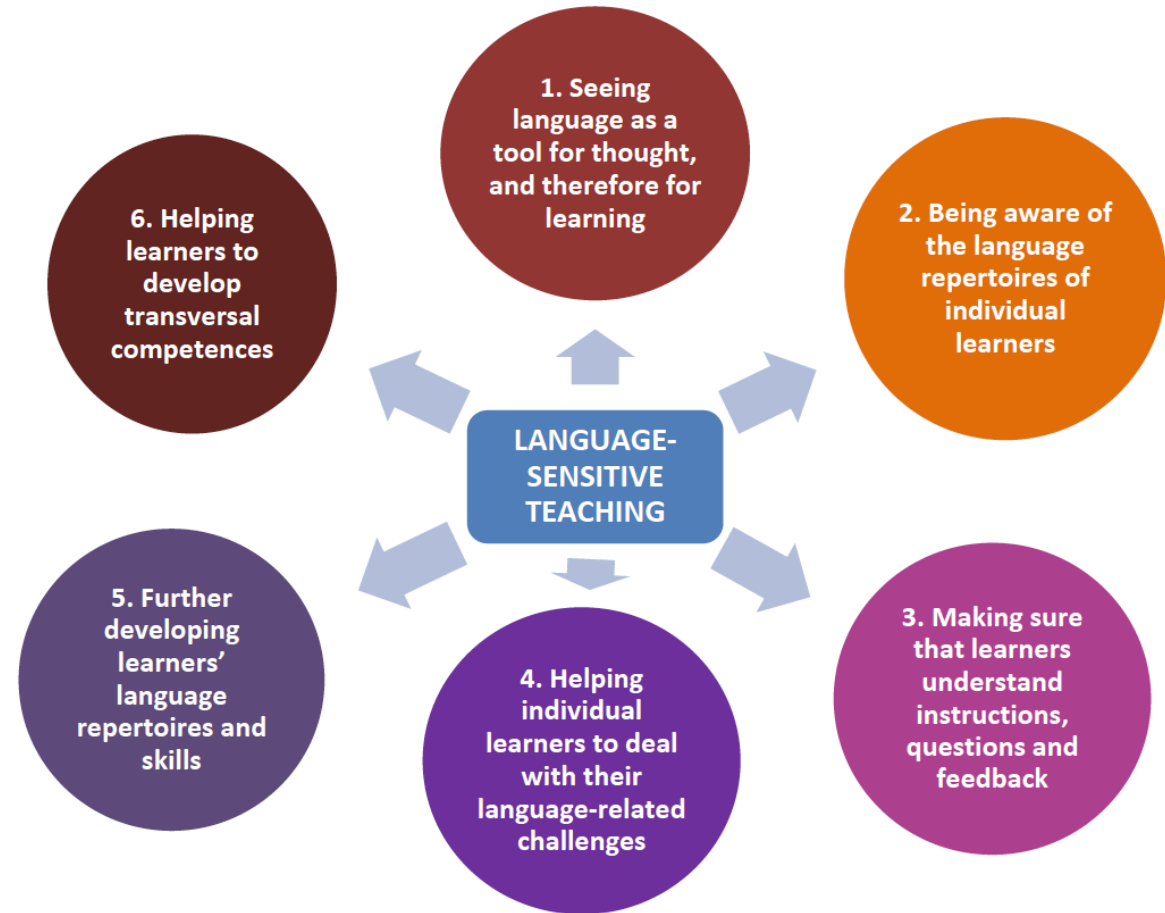 1. Seeing
language as a
tool for thought,
and therefore for
learning
2. Being aware of
the language
repertoires of
individual
learners
3. Making sure
that learners
understand
instructions,
questions and
feedback
4. Helping
individual
learners to deal
with their
language-related
challenges
5. Further
developing
learners’
language
repertoires and
skills
6. Helping
learners to
develop
transversal
competences
LANGUAGE-
SENSITIVE
TEACHING